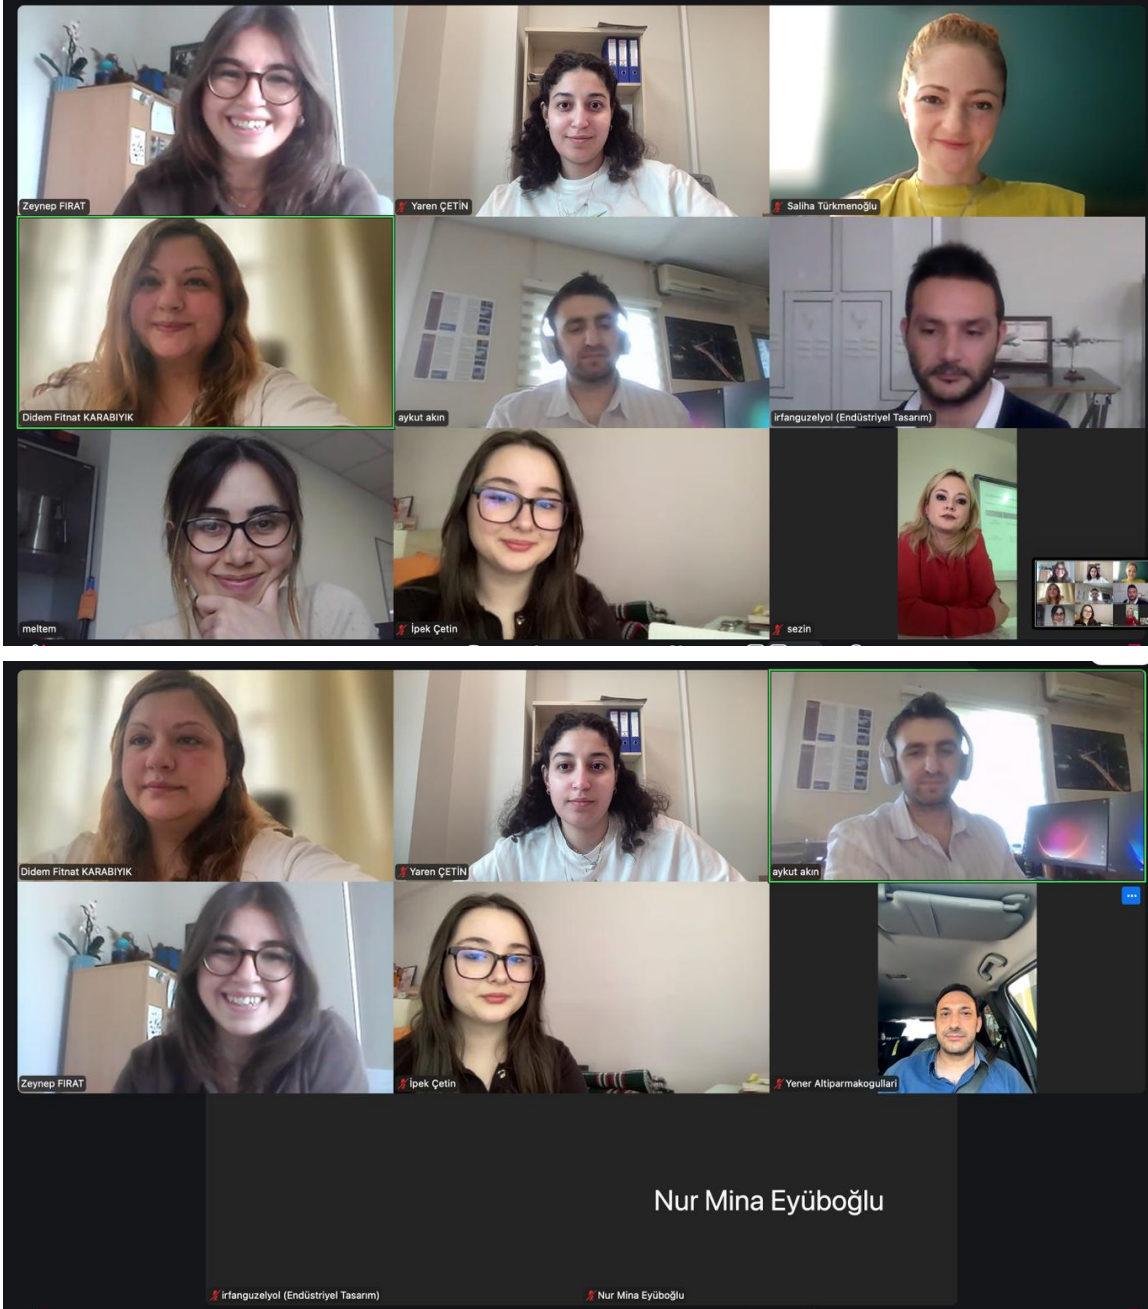 Zeynep FIRAT
Yaren ÇETİN
Saliha Türkmenoğlu
Didem Fitnat KARABIYIK
aykut akın
irfanguzelyol (Endüstriyel Tasarım)
meltem
İpek Çetin
sezin
Didem Fitnat KARABIYIK
Yaren ÇETİN
aykut akın
Zeynep FIRAT
İpek Çetin
Yener Altiparmakogullari
Nur Mina Eyüboğlu
irfanguzelyol (Endüstriyel Tasarım)
Nur Mina Eyüboğlu